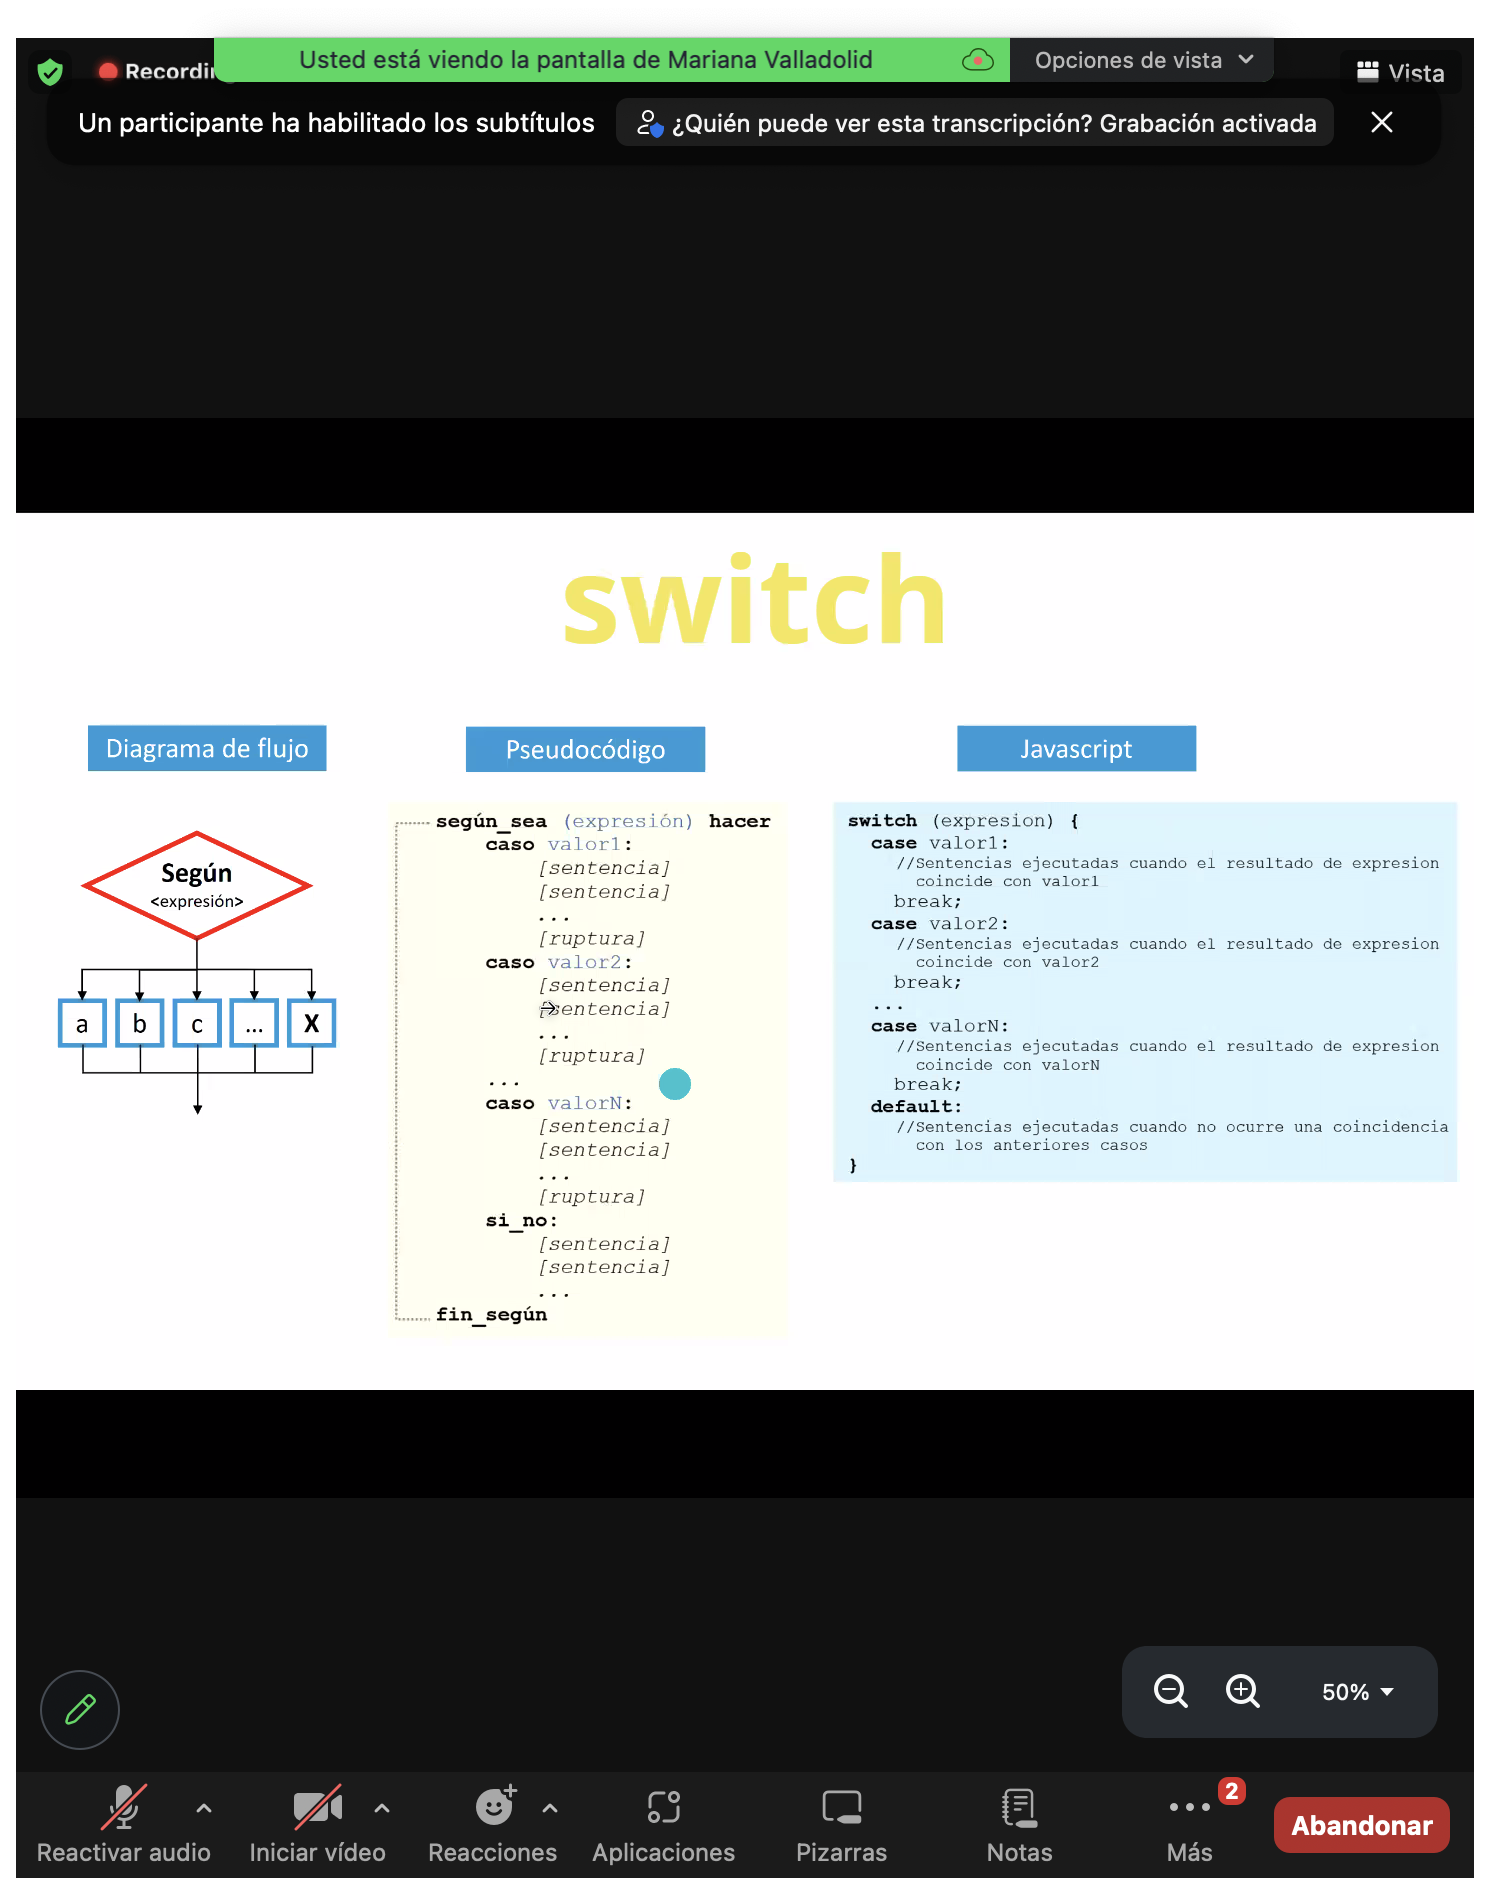 Recordi
Usted está viendo la pantalla de Mariana Valladolid
Opciones de vista
Vista
Un participante ha habilitado los subtítulos
¿Quién puede ver esta transcripción? Grabación activada
switch
Diagrama de flujo
Según
<expresión>
a
b
c
...
X
Pseudocódigo
según_sea (expresión) hacer
caso valor1:
[sentencia]
[sentencia]
...
[ruptura]
caso valor2:
[sentencia]
[sentencia]
...
[ruptura]
...
caso valorN:
[sentencia]
[sentencia]
...
[ruptura]
si_no:
[sentencia]
[sentencia]
...
fin_según
Javascript
switch (expresion) {
case valor1:
//Sentencias ejecutadas cuando el resultado de expresion
coincide con valor1
break;
case valor2:
//Sentencias ejecutadas cuando el resultado de expresion
coincide con valor2
break;
...
case valorN:
//Sentencias ejecutadas cuando el resultado de expresion
coincide con valorN
break;
default:
//Sentencias ejecutadas cuando no ocurre una coincidencia
con los anteriores casos
}
50%
Reactivar audio
Iniciar vídeo
Reacciones
Aplicaciones
Pizarras
Notas
2
Más
Abandonar